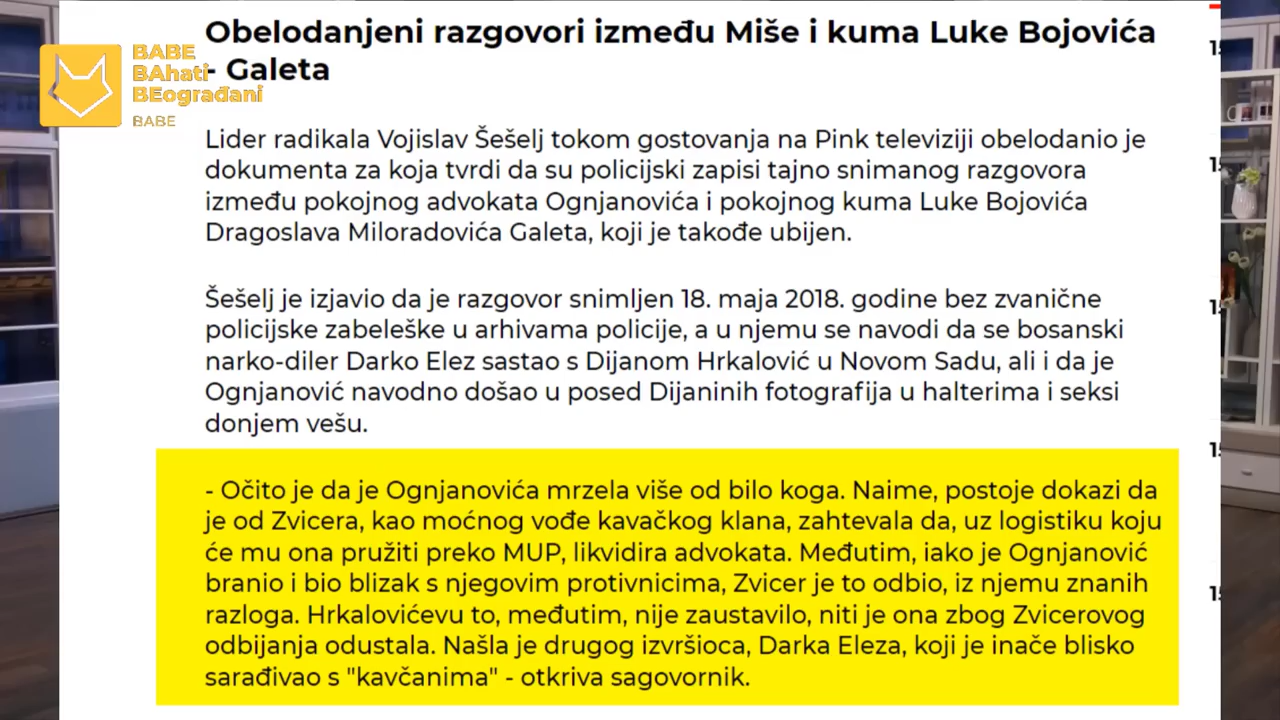 Obelodanjeni razgovori između Miše i kuma Luke Bojovića
- Galeta
BABE
BAhati
BEograđani
BABE
Lider radikala Vojislav Šešelj tokom gostovanja na Pink televiziji obelodanio je
dokumenta za koja tvrdi da su policijski zapisi tajno snimanog razgovora
između pokojnog advokata Ognjanovića i pokojnog kuma Luke Bojovića
Dragoslava Miloradovića Galeta, koji je takođe ubijen.
Šešelj je izjavio da je razgovor snimljen 18. maja 2018. godine bez zvanične
policijske zabeleške u arhivama policije, a u njemu se navodi da se bosanski
narko-diler Darko Elez sastao s Dijanom Hrkalović u Novom Sadu, ali i da je
Ognjanović navodno došao u posed Dijaninih fotografija u halterima i seksi
donjem vešu.
- Očito je da je Ognjanovića mrzela više od bilo koga. Naime, postoje dokazi da
je od Zvicera, kao moćnog vođe kavačkog klana, zahtevala da, uz logistiku koju
će mu ona pružiti preko MUP, likvidira advokata. Međutim, iako je Ognjanović
branio i bio blizak s njegovim protivnicima, Zvicer je to odbio, iz njemu znanih
razloga. Hrkalovićevu to, međutim, nije zaustavilo, niti je ona zbog Zvicerovog
odbijanja odustala. Našla je drugog izvršioca, Darka Eleza, koji je inače blisko
sarađivao s "kavčanima" - otkriva sagovornik.